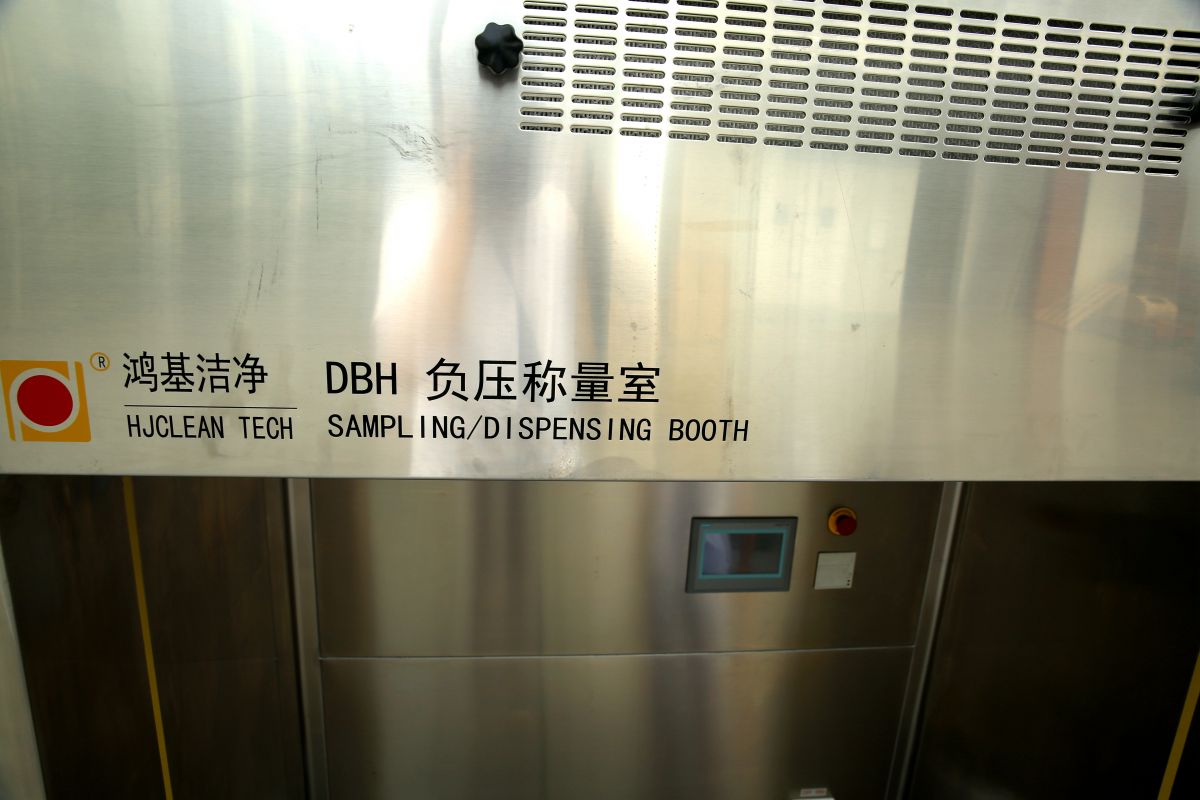 ® 鸿基洁净
HJCLEAN TECH
DBH 负压称量室
SAMPLING/DISPENSING BOOTH